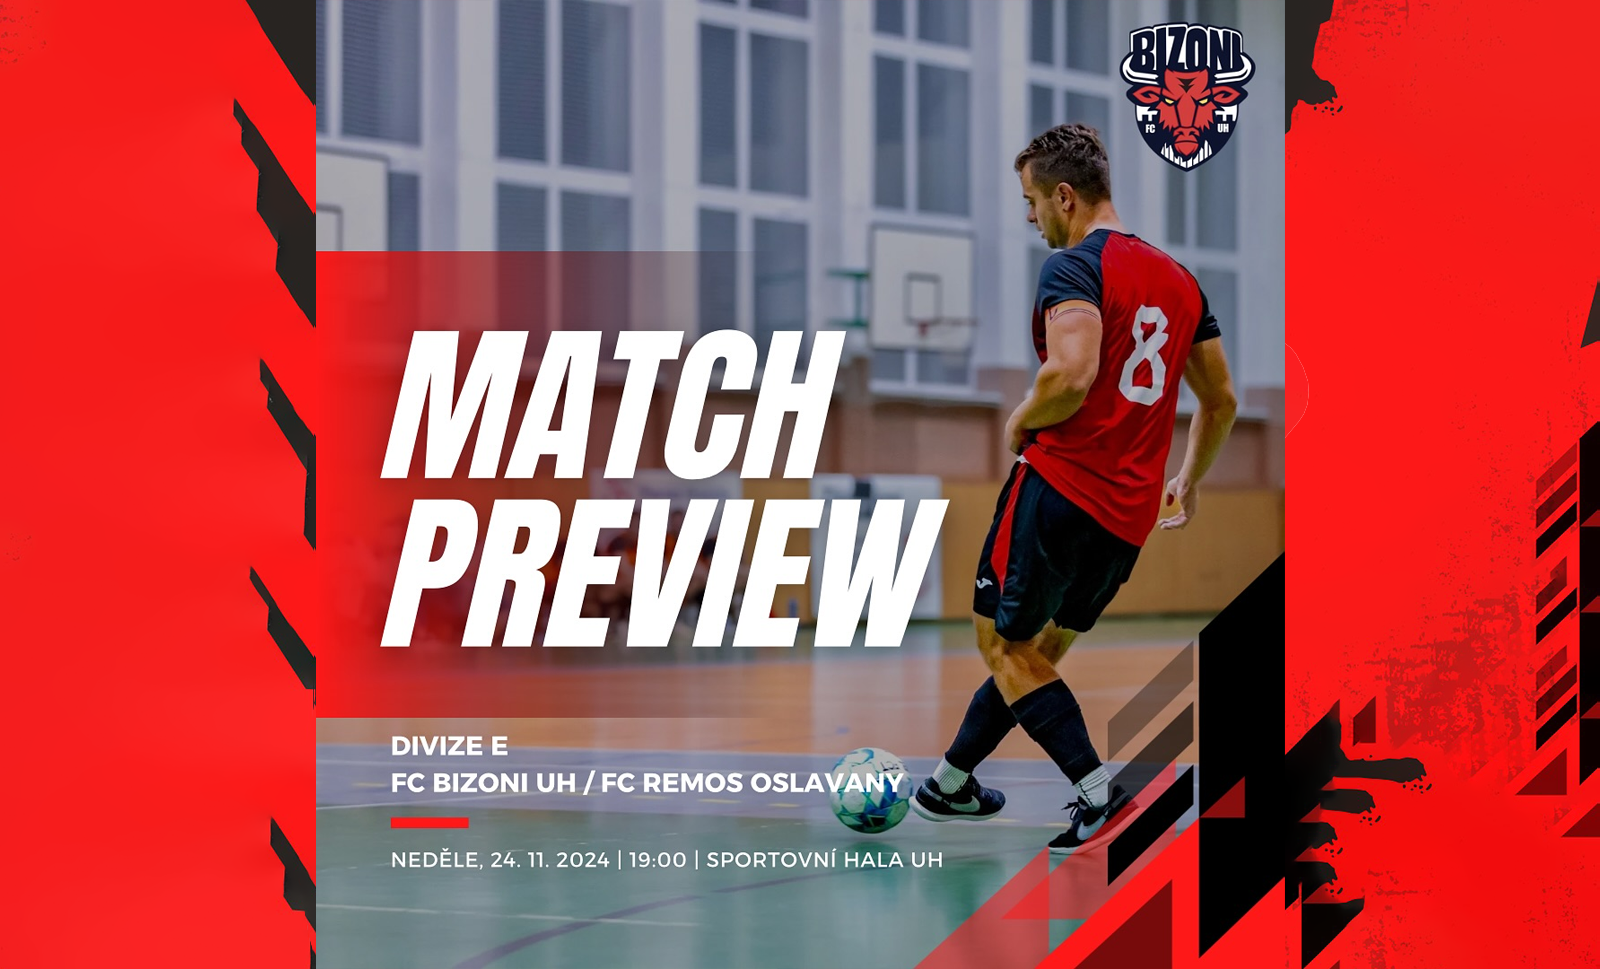 BIZONI
FC UH
8
MATCH
PREVIEW
DIVIZE E
FC BIZONI UH / FC REMOS OSLAVANY
NEDĚLE, 24. 11. 2024 | 19:00 | SPORTOVNÍ HALA UH